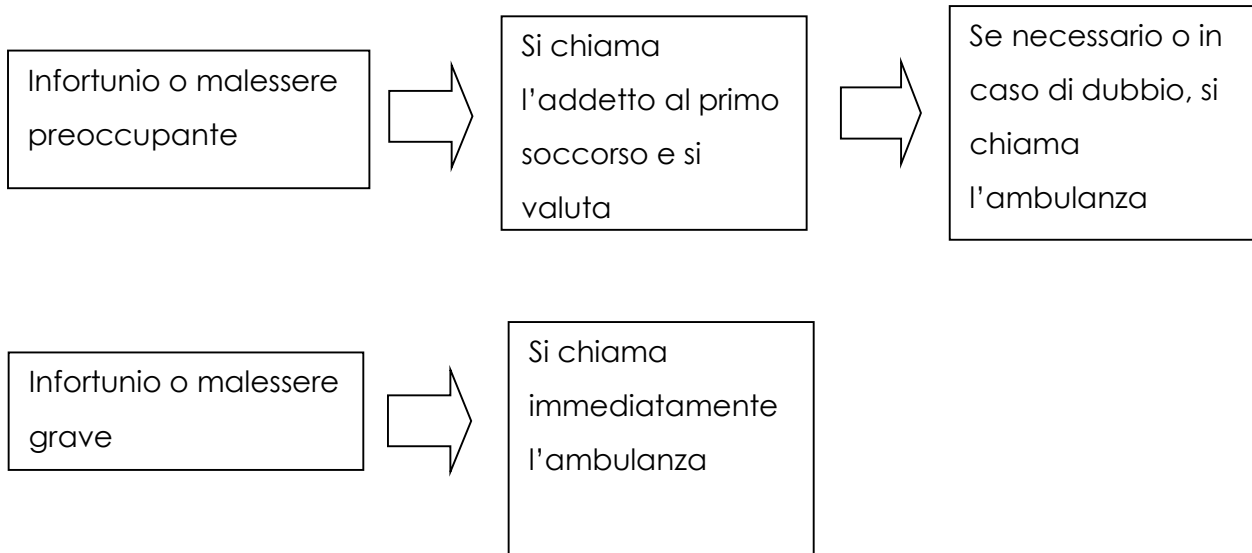 Infortunio o malessere
preoccupante
Si chiama
l’addetto al primo
soccorso e si
valuta
Se necessario o in
caso di dubbio, si
chiama
l’ambulanza
Infortunio o malessere
grave
Si chiama
immediatamente
l’ambulanza